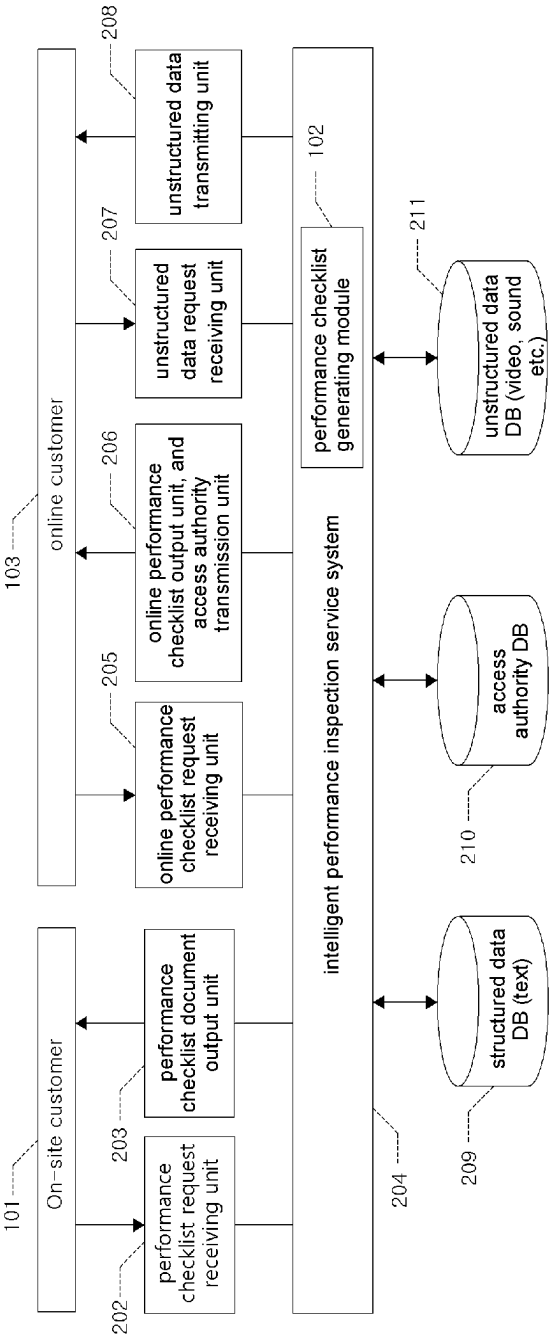 101
103
On-site customer
online customer
202
performance
checklist request
receiving unit
203
performance
checklist document
output unit
205
online performance
checklist request
receiving unit
206
online performance
checklist output unit, and
access authority
transmission unit
207
unstructured
data request
receiving unit
208
unstructured data
transmitting unit
204
intelligent performance inspection service system
102
performance checklist
generating module
209
structured data
DB (text)
210
access
authority DB
211
unstructured data
DB (video, sound
etc.)